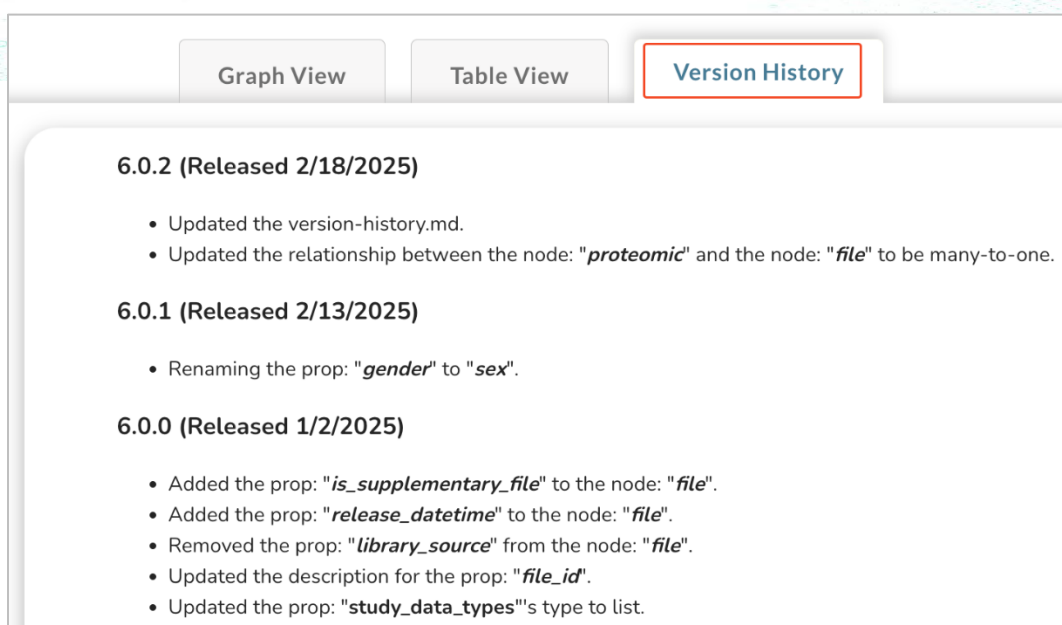 Graph View
Table View
Version History
6.0.2 (Released 2/18/2025)
• Updated the version-history.md.
• Updated the relationship between the node: "proteomic" and the node: "file" to be many-to-one.
6.0.1 (Released 2/13/2025)
• Renaming the prop: "gender" to "sex".
6.0.0 (Released 1/2/2025)
• Added the prop: "is_supplementary_file" to the node: "file".
• Added the prop: "release_datetime" to the node: "file".
• Removed the prop: "library_source" from the node: "file".
• Updated the description for the prop: "file_id".
• Updated the prop: "study_data_types"'s type to list.